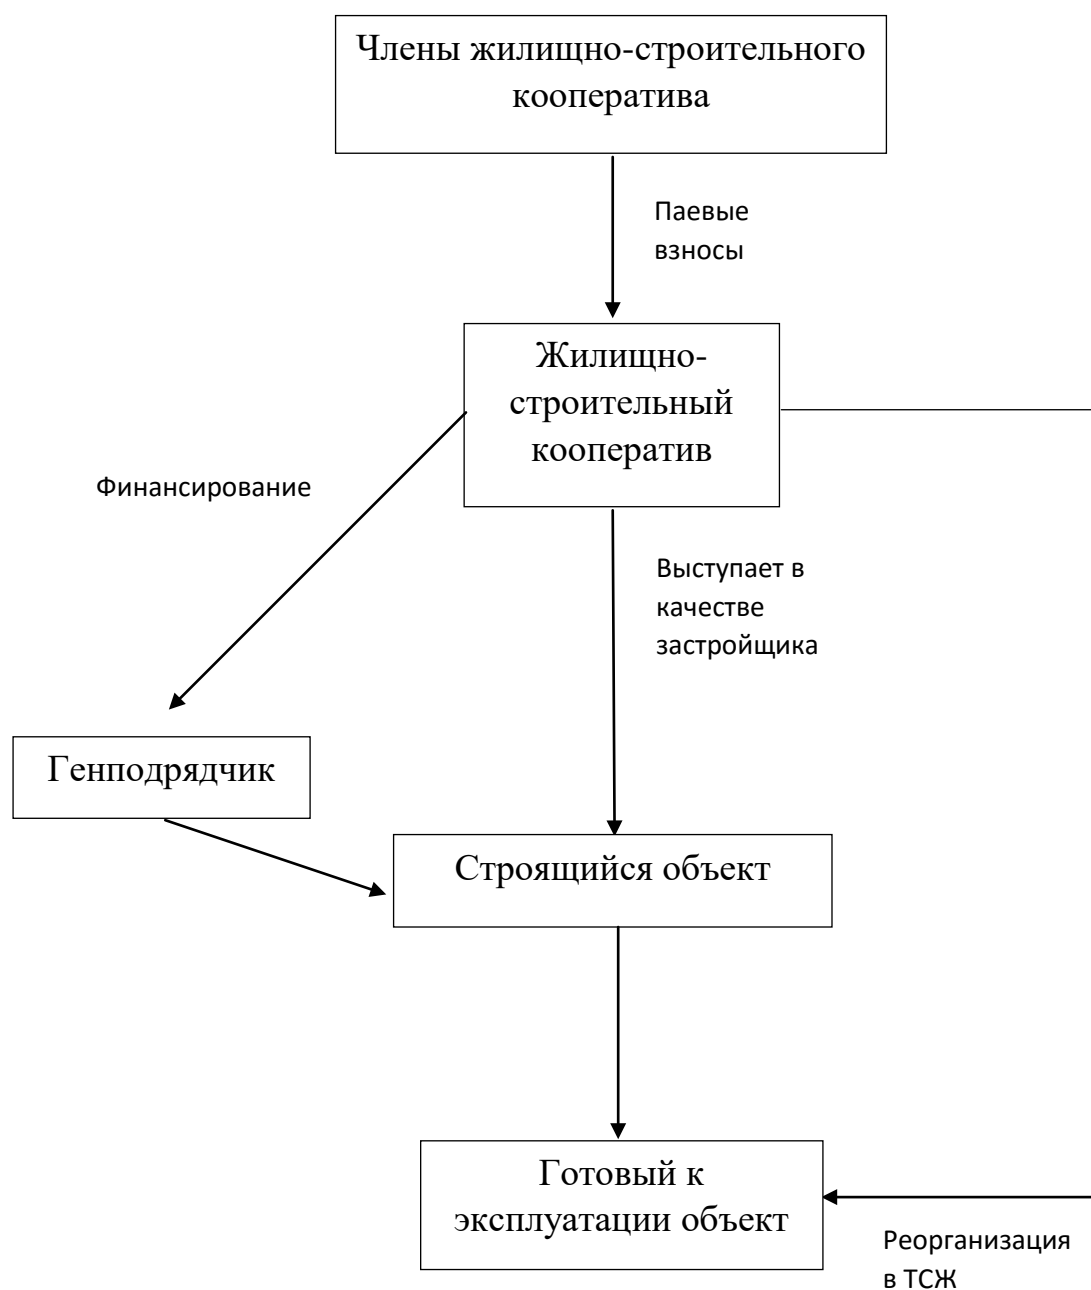 Члены жилищно-строительного
кооператива
Паевые
взносы
Жилищно-
строительный
кооператив
Финансирование
Выступает в
качестве
застройщика
Генподрядчик
Строящийся объект
Готовый к
эксплуатации объект
Реорганизация
в ТСЖ